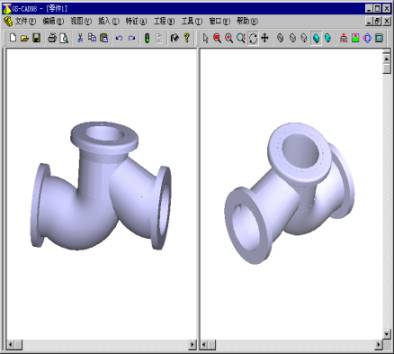 SS-CAD98 - [零件1]
文件(F) 编辑(E) 视图(V) 插入(I) 特征(A) 工程(B) 工具(T) 窗口(W) 帮助(H)